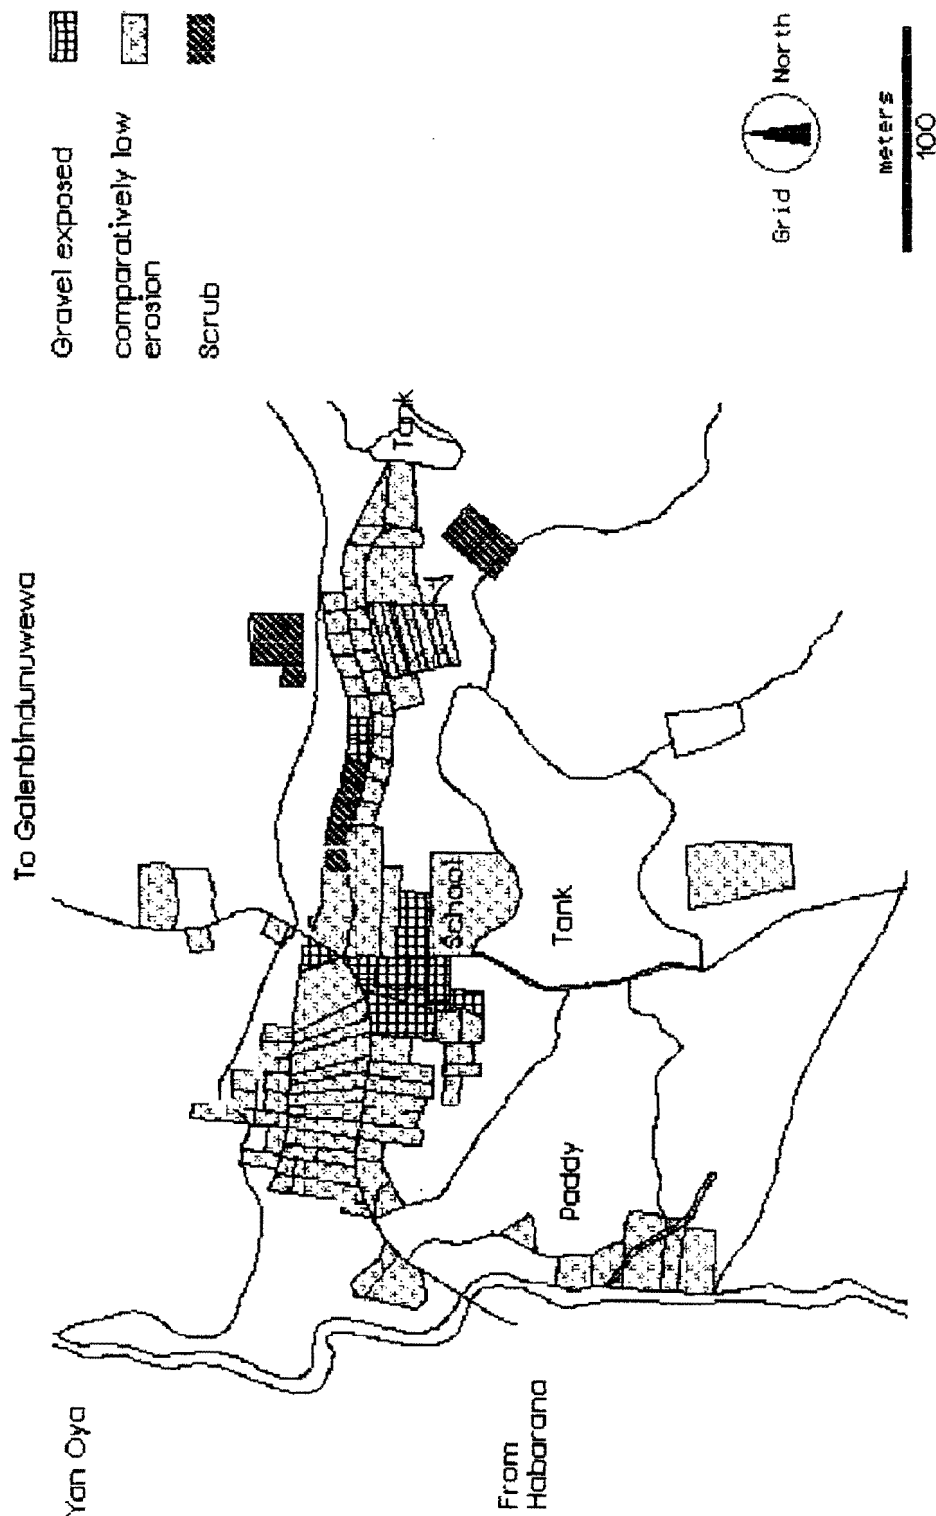 To Galenbindunuwewa
Gravel exposed
comparatively low
erosion
Scrub
Tank
School
Tank
Paddy
Yan Oya
From
Habarana
Grid North
meters
100